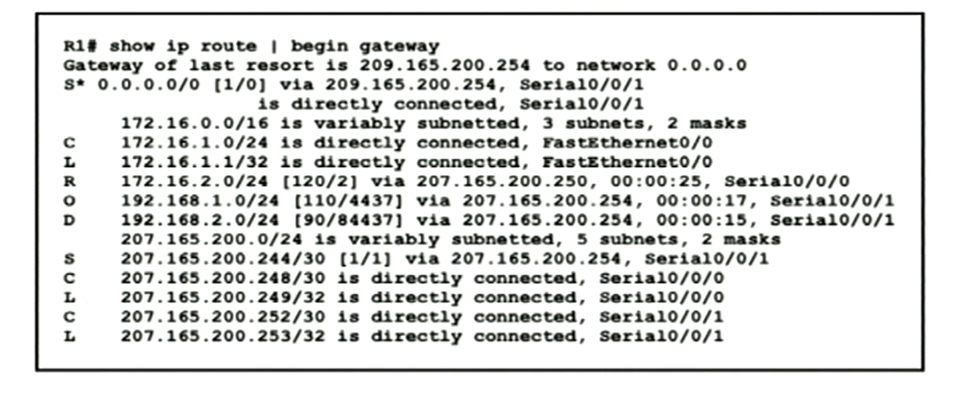 R1# show ip route | begin gateway
Gateway of last resort is 209.165.200.254 to network 0.0.0.0
S* 0.0.0.0/0 [1/0] via 209.165.200.254, Serial0/0/1
is directly connected, Serial0/0/1
172.16.0.0/16 is variably subnetted, 3 subnets, 2 masks
C 172.16.1.0/24 is directly connected, FastEthernet0/0
L 172.16.1.1/32 is directly connected, FastEthernet0/0
R 172.16.2.0/24 [120/2] via 207.165.200.250, 00:00:25, Serial0/0/0
O 192.168.1.0/24 [110/4437] via 207.165.200.254, 00:00:17, Serial0/0/1
D 192.168.2.0/24 [90/84437] via 207.165.200.254, 00:00:15, Serial0/0/1
207.165.200.0/24 is variably subnetted, 5 subnets, 2 masks
S 207.165.200.244/30 [1/1] via 207.165.200.254, Serial0/0/1
C 207.165.200.248/30 is directly connected, Serial0/0/0
L 207.165.200.249/32 is directly connected, Serial0/0/0
C 207.165.200.252/30 is directly connected, Serial0/0/1
L 207.165.200.253/32 is directly connected, Serial0/0/1